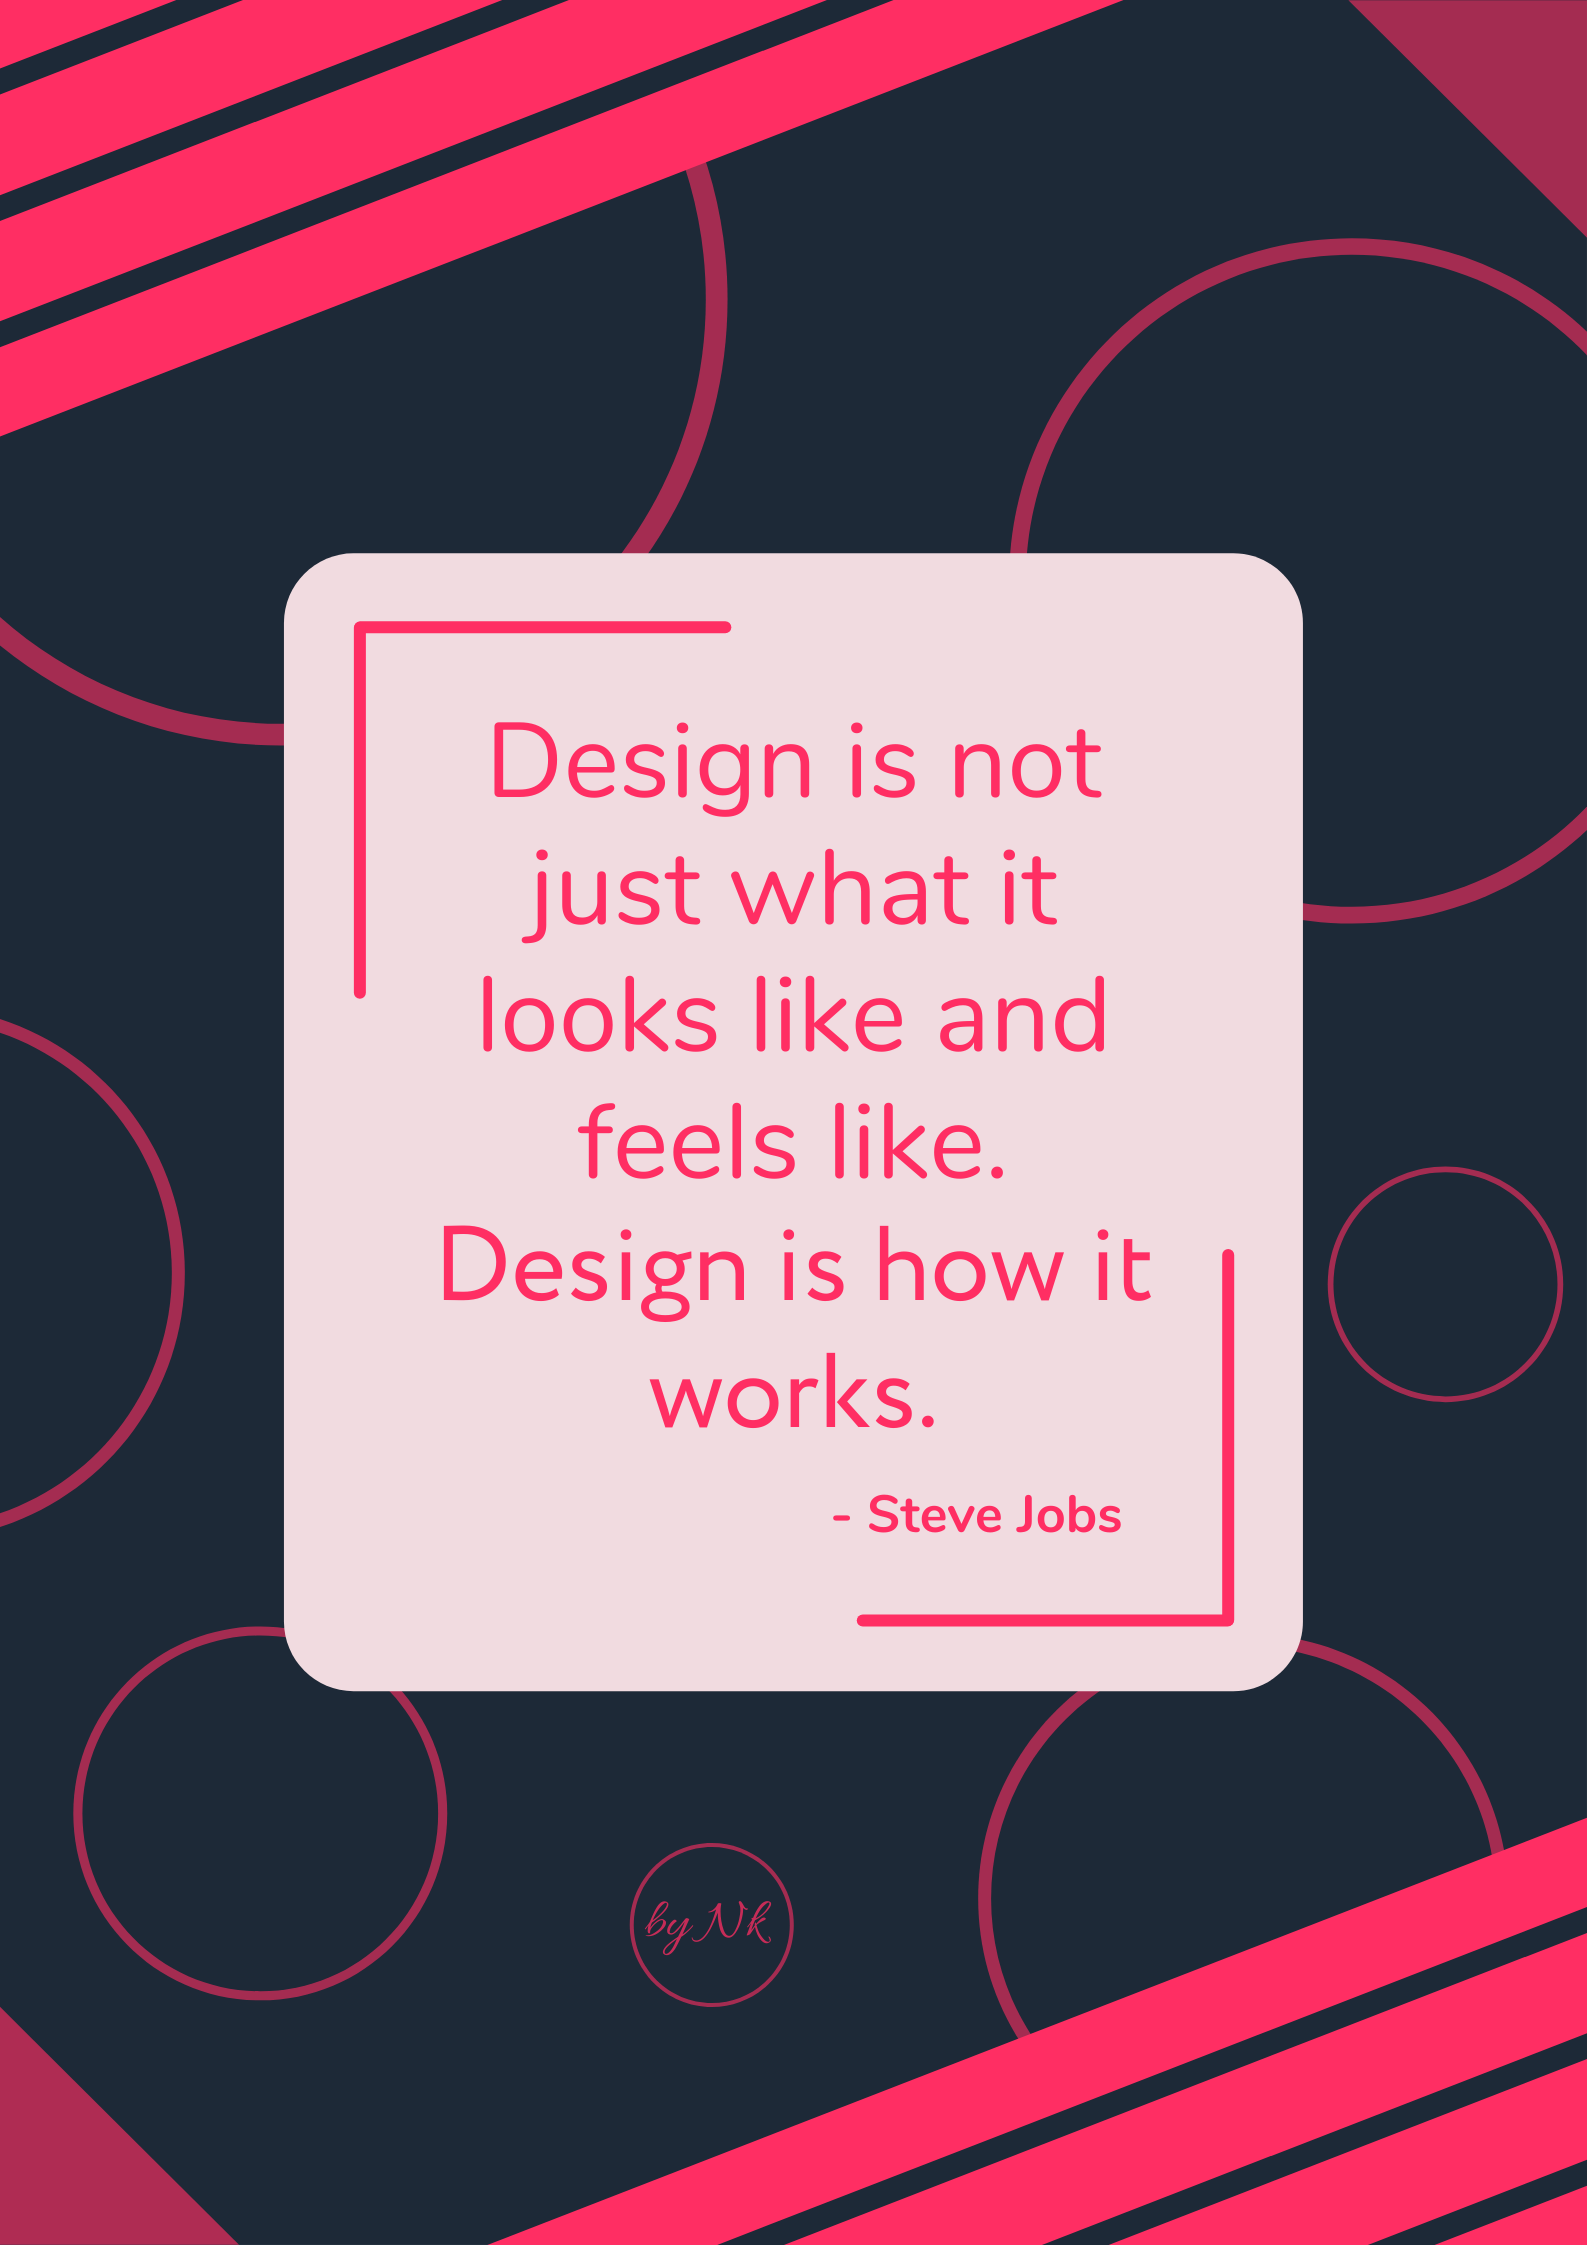 Design is not
just what it
looks like and
feels like.
Design is how it
works.
- Steve Jobs
by Nk